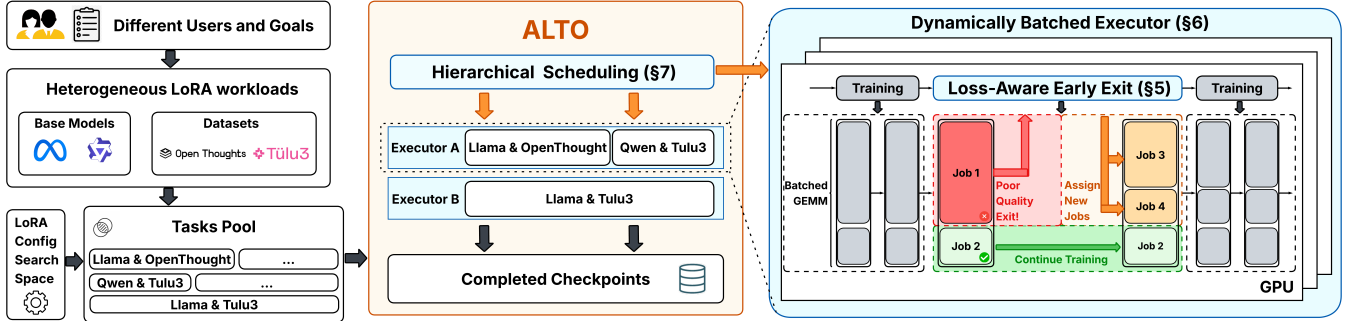 Different Users and Goals
Heterogeneous LoRA workloads
Base Models
Datasets
Open Thoughts
Tülu3
LoRA
Config
Search
Space
Tasks Pool
Llama & OpenThought
...
Qwen & Tulu3
...
Llama & Tulu3
ALTO
Hierarchical Scheduling (§7)
Executor A
Llama & OpenThought
Qwen & Tulu3
Executor B
Llama & Tulu3
Completed Checkpoints
Dynamically Batched Executor (§6)
Training
Loss-Aware Early Exit (§5)
Training
Batched
GEMM
Job 1
Poor
Quality
Exit!
Assign
New
Jobs
Job 3
Job 4
Job 2
Continue Training
Job 2
GPU